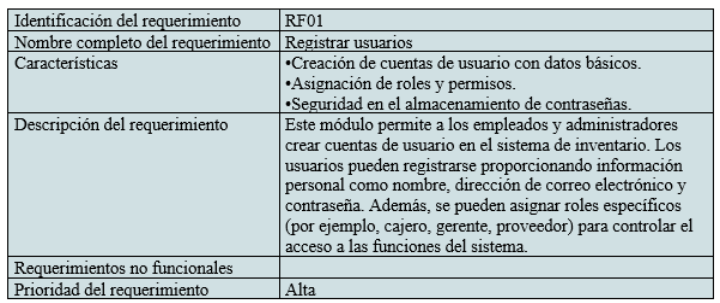 Identificación del requerimiento RF01
Nombre completo del requerimiento Registrar usuarios
Características •Creación de cuentas de usuario con datos básicos.
•Asignación de roles y permisos.
•Seguridad en el almacenamiento de contraseñas.
Descripción del requerimiento Este módulo permite a los empleados y administradores
crear cuentas de usuario en el sistema de inventario. Los
usuarios pueden registrarse proporcionando información
personal como nombre, dirección de correo electrónico y
contraseña. Además, se pueden asignar roles específicos
(por ejemplo, cajero, gerente, proveedor) para controlar el
acceso a las funciones del sistema.
Requerimientos no funcionales
Prioridad del requerimiento Alta